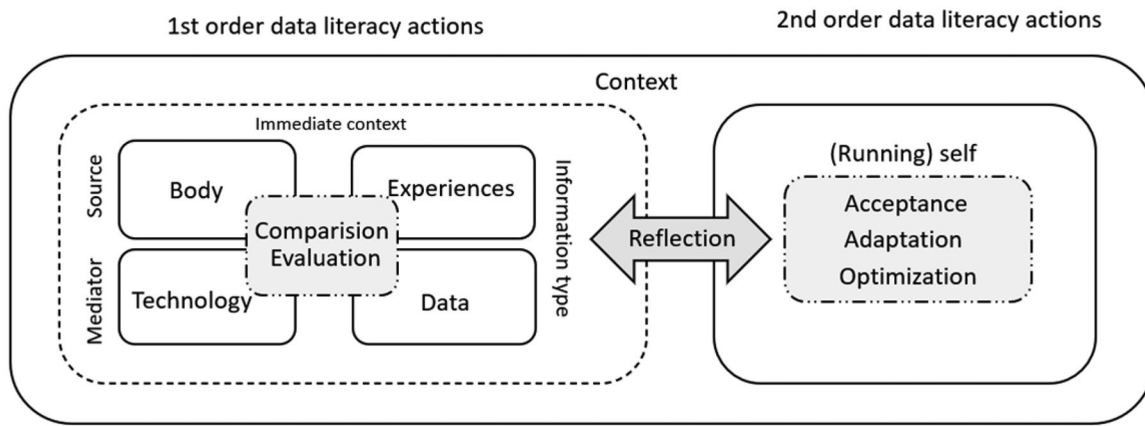 1st order data literacy actions
2nd order data literacy actions
Context
Immediate context
Source
Body
Experiences
Comparision
Evaluation
Mediator
Technology
Data
Information type
Reflection
(Running) self
Acceptance
Adaptation
Optimization